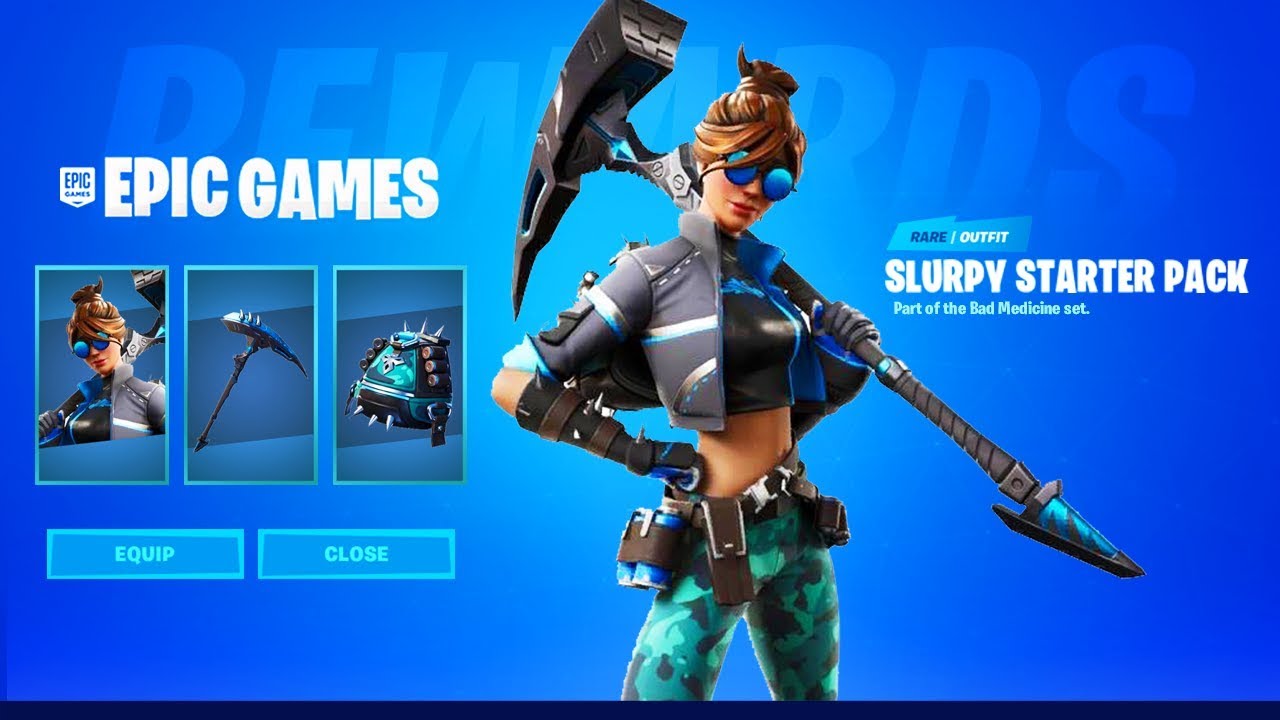 REWARDS
EPIC GAMES
EPIC GAMES
RARE / OUTFIT
SLURPY STARTER PACK
Part of the Bad Medicine set.
EQUIP
CLOSE